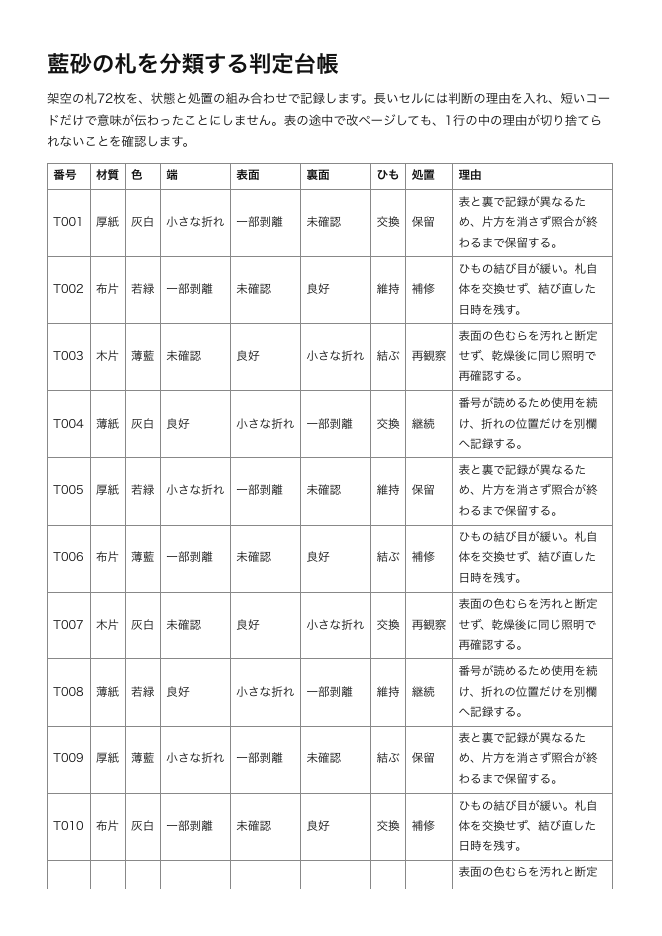 藍砂の札を分類する判定台帳
架空の札72枚を、状態と処置の組み合わせで記録します。長いセルには判断の理由を入れ、短いコー
ドだけで意味が伝わったことにしません。表の途中で改ページしても、1行の中の理由が切り捨てら
れないことを確認します。
番号 材質 色 端 表面 裏面 ひも 処置 理由
T001 厚紙 灰白 小さな折れ 一部剥離 未確認 交換 保留 表と裏で記録が異なるた
め、片方を消さず照合が終
わるまで保留する。
T002 布片 若緑 一部剥離 未確認 良好 維持 補修 ひもの結び目が緩い。札自
体を交換せず、結び直した
日時を残す。
T003 木片 薄藍 未確認 良好 小さな折れ 結ぶ 再観察 表面の色むらを汚れと断定
せず、乾燥後に同じ照明で
再確認する。
T004 薄紙 灰白 良好 小さな折れ 一部剥離 交換 継続 番号が読めるため使用を続
け、折れの位置だけを別欄
へ記録する。
T005 厚紙 若緑 小さな折れ 一部剥離 未確認 維持 保留 表と裏で記録が異なるた
め、片方を消さず照合が終
わるまで保留する。
T006 布片 薄藍 一部剥離 未確認 良好 結ぶ 補修 ひもの結び目が緩い。札自
体を交換せず、結び直した
日時を残す。
T007 木片 灰白 未確認 良好 小さな折れ 交換 再観察 表面の色むらを汚れと断定
せず、乾燥後に同じ照明で
再確認する。
T008 薄紙 若緑 良好 小さな折れ 一部剥離 維持 継続 番号が読めるため使用を続
け、折れの位置だけを別欄
へ記録する。
T009 厚紙 薄藍 小さな折れ 一部剥離 未確認 結ぶ 保留 表と裏で記録が異なるた
め、片方を消さず照合が終
わるまで保留する。
T010 布片 灰白 一部剥離 未確認 良好 交換 補修 ひもの結び目が緩い。札自
体を交換せず、結び直した
日時を残す。
表面の色むらを汚れと断定